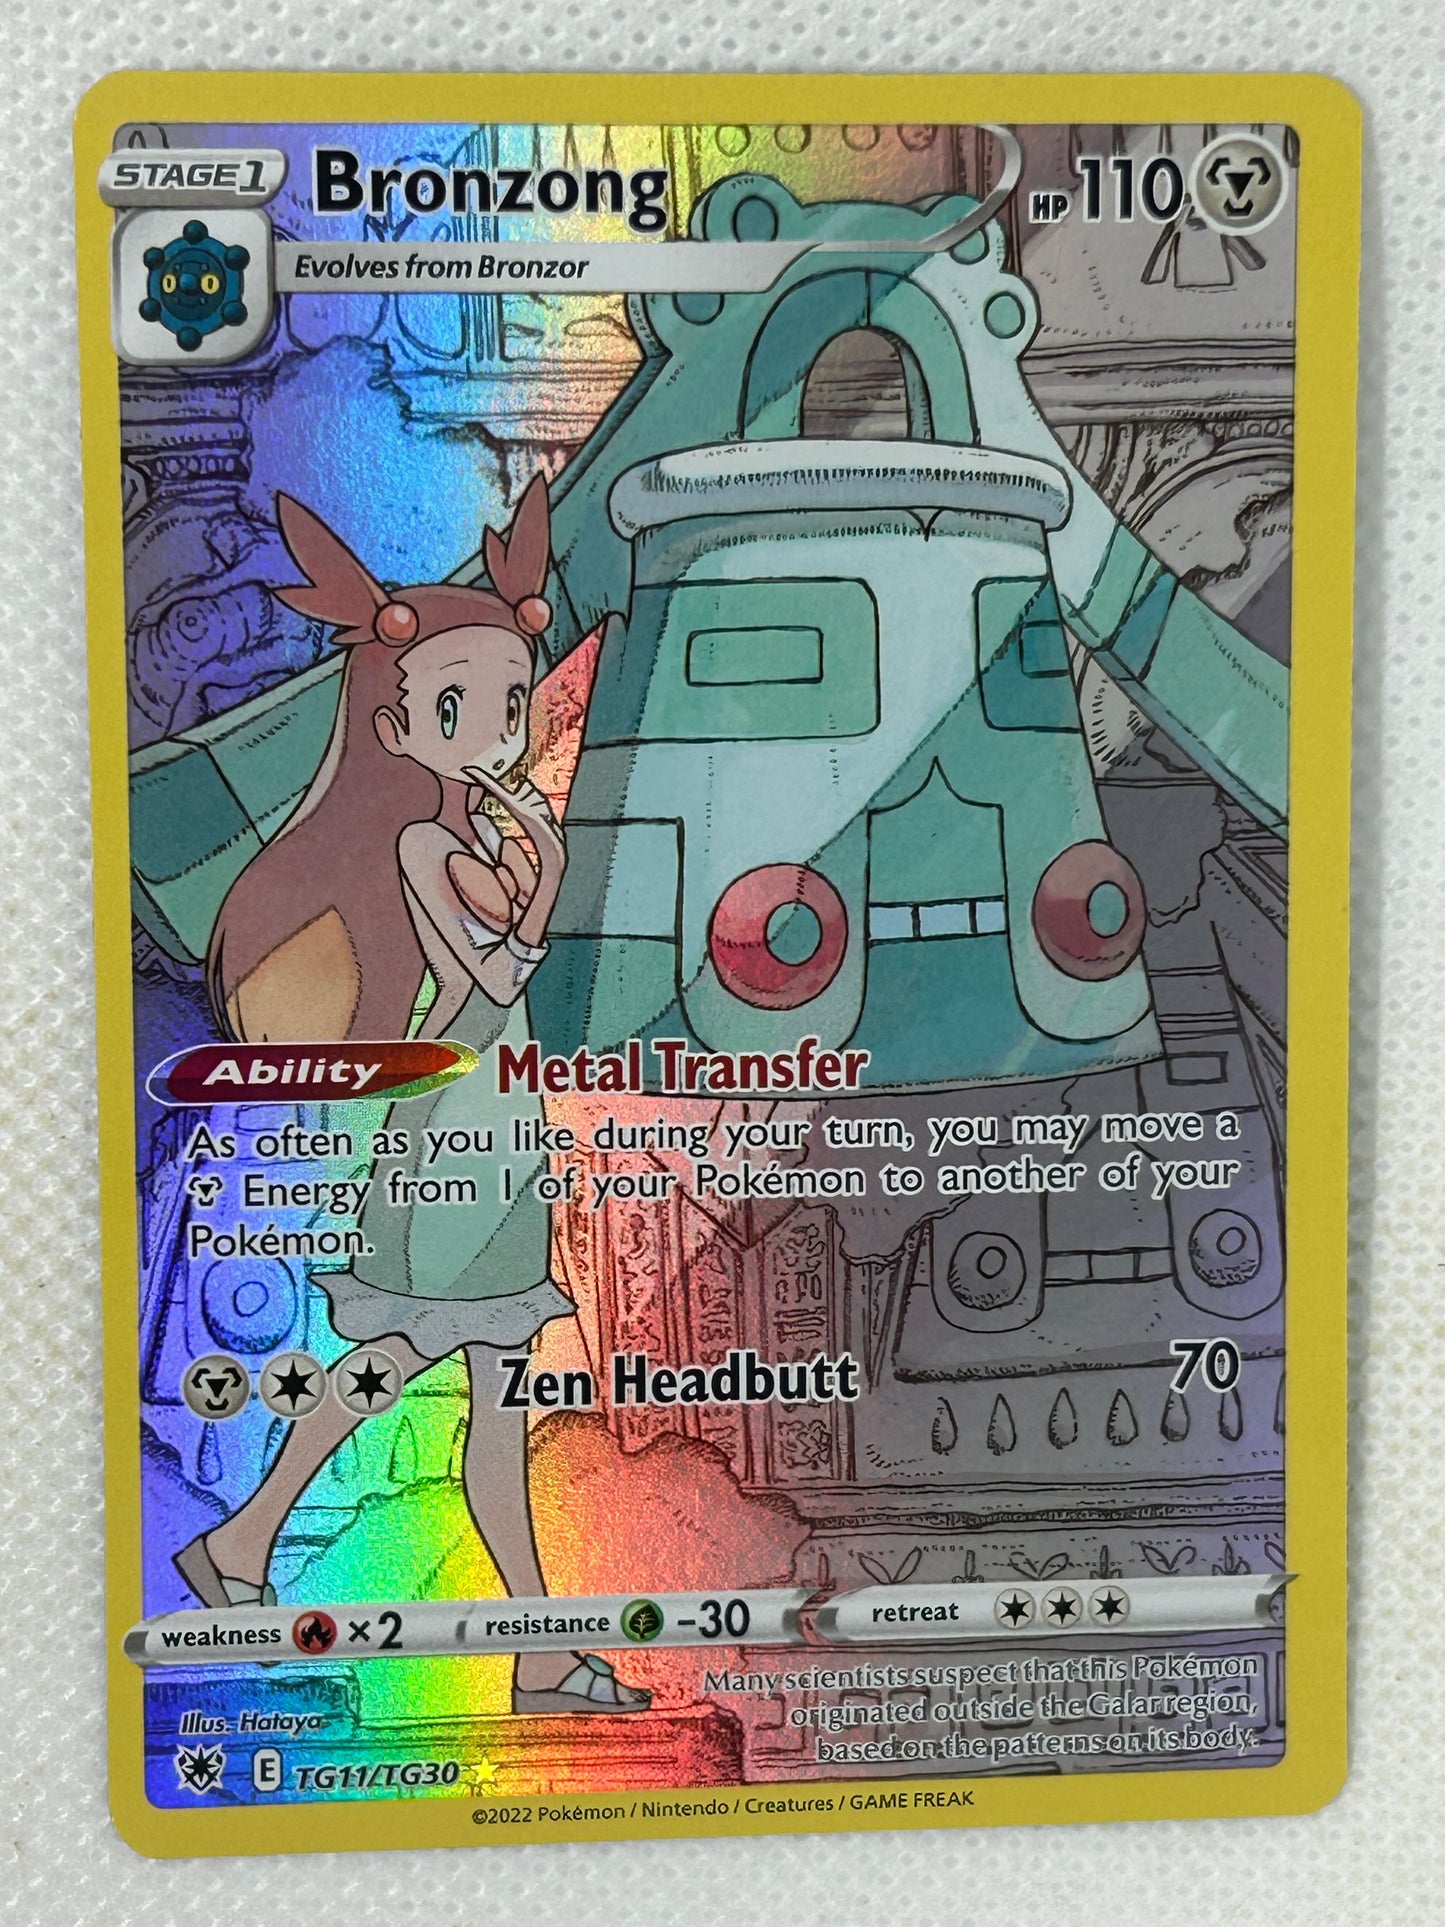 STAGE 1
Bronzong
HP 110
Evolves from Bronzor
Ability
Metal Transfer
As often as you like during your turn, you may move a
Energy from 1 of your Pokémon to another of your
Pokémon.
Zen Headbutt
70
weakness ×2
resistance -30
retreat
Many scientists suspect that this Pokémon
originated outside the Galar region,
based on the patterns on its body.
Illus. Hataya
E TG11/TG30
©2022 Pokémon / Nintendo / Creatures / GAME FREAK